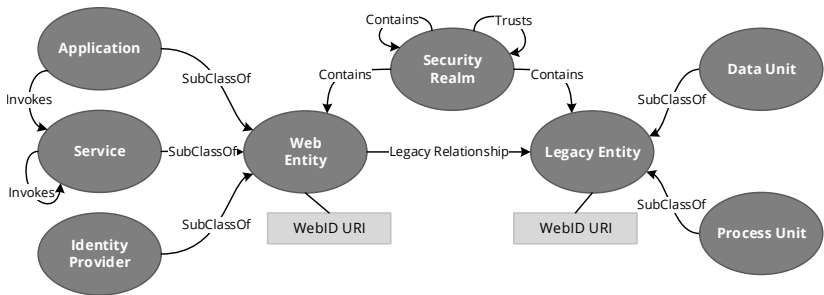 Contains
Trusts
Application
Security
Realm
SubClassOf
Contains
Contains
Data Unit
Invokes
SubClassOf
Service
SubClassOf
Web
Entity
Legacy Relationship
Legacy Entity
Invokes
SubClassOf
SubClassOf
WebID URI
WebID URI
Identity
Provider
Process Unit